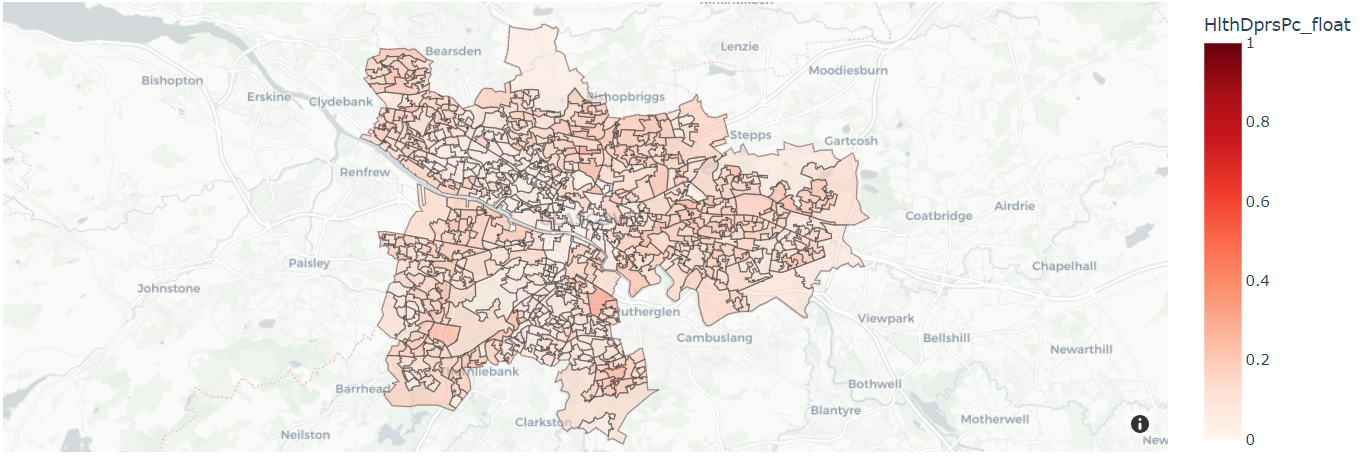 HlthDprsPc_float
1
0.8
0.6
0.4
0.2
0
Lenzie
Bearsden
Moodiesburn
Bishopton
Erskine
Clydebank
Bishopbriggs
Stepps
Gartcosh
Renfrew
Airdrie
Coatbridge
Paisley
Chapelhall
Johnstone
Rutherglen
Viewpark
Cambuslang
Bellshill
Newarthill
Barrhead
Bothwell
Blantyre
Motherwell
Clarkston
Neilston
New
i